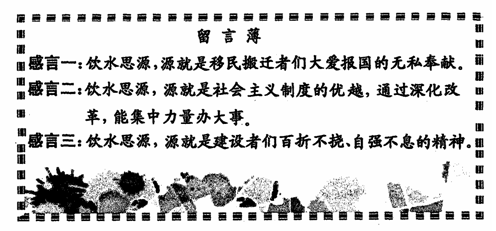 留言薄
感言一：饮水思源，源就是移民搬迁者们大爱报国的无私奉献。
感言二：饮水思源，源就是社会主义制度的优越，通过深化改
革，能集中力量办大事。
感言三：饮水思源，源就是建设者们百折不挠、自强不息的精神。